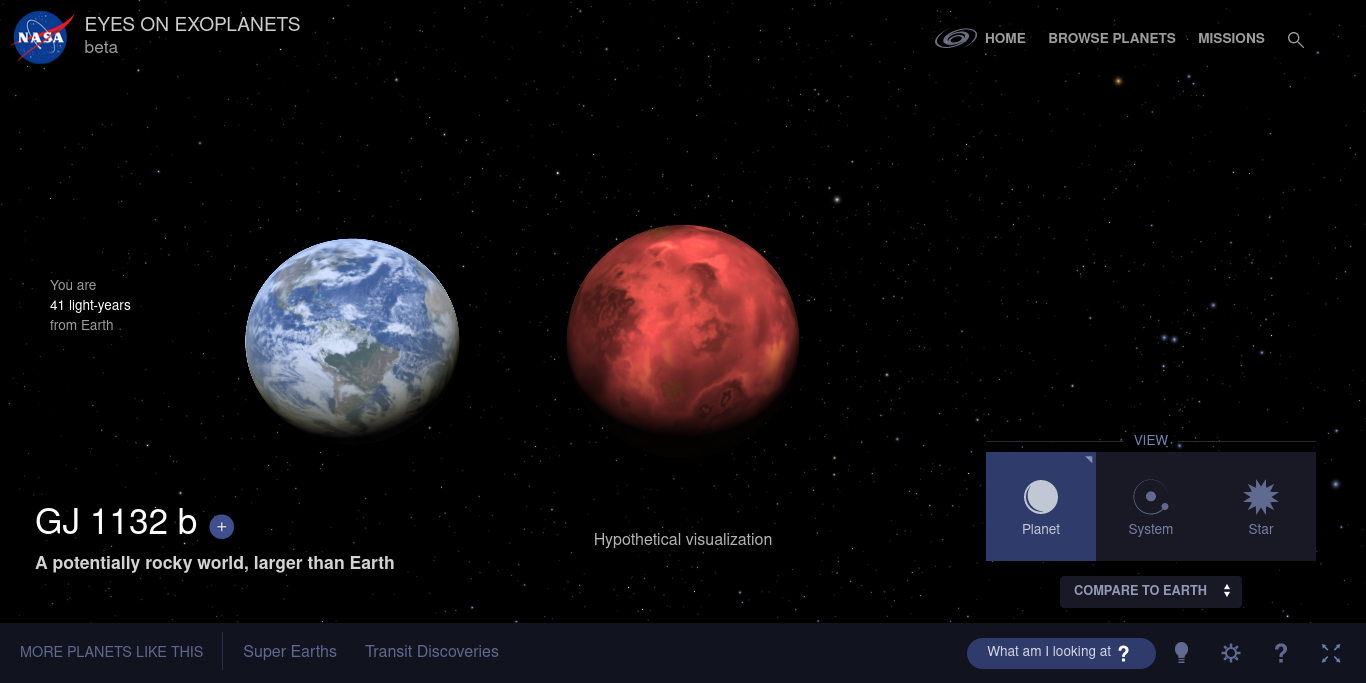 NASA
EYES ON EXOPLANETS
beta
HOME
BROWSE PLANETS
MISSIONS
You are
41 light-years
from Earth
VIEW
Planet
System
Star
GJ 1132 b +
A potentially rocky world, larger than Earth
Hypothetical visualization
COMPARE TO EARTH
MORE PLANETS LIKE THIS
Super Earths
Transit Discoveries
What am I looking at ?
?